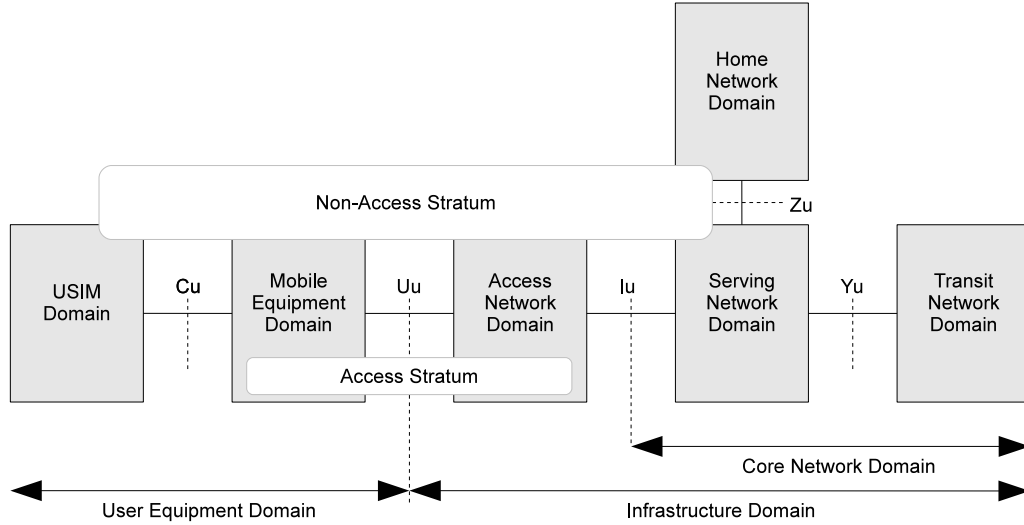 Home
Network
Domain
Non-Access Stratum
Zu
USIM
Domain
Cu
Mobile
Equipment
Domain
Uu
Access
Network
Domain
Iu
Serving
Network
Domain
Yu
Transit
Network
Domain
Access Stratum
Core Network Domain
User Equipment Domain
Infrastructure Domain